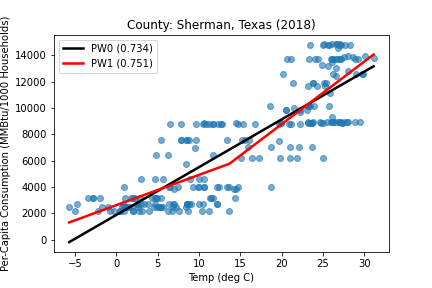 County: Sherman, Texas (2018)
PW0 (0.734)
PW1 (0.751)
Per-Capita Consumption (MMBtu/1000 Households)
14000
12000
10000
8000
6000
4000
2000
0
−5 0 5 10 15 20 25 30
Temp (deg C)